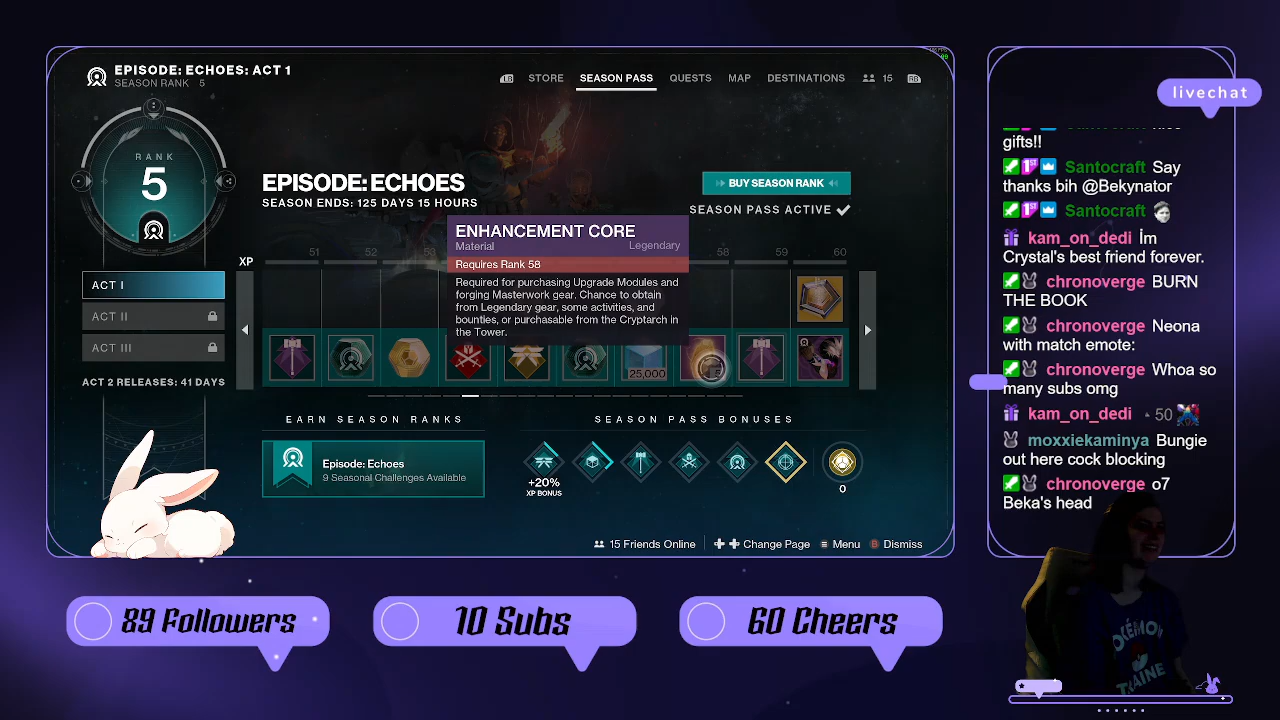 EPISODE: ECHOES: ACT 1
SEASON RANK 5
STORE SEASON PASS QUESTS MAP DESTINATIONS 15
RANK
5
EPISODE: ECHOES
SEASON ENDS: 125 DAYS 15 HOURS
BUY SEASON RANK
SEASON PASS ACTIVE
ENHANCEMENT CORE
Material Legendary
Requires Rank 58
Required for purchasing Upgrade Modules and
forging Masterwork gear. Chance to obtain
from Legendary gear, some activities, and
bounties, or purchasable from the Cryptarch in
the Tower.
XP
51 52 53 58 59 60
25,000
ACT I
ACT II
ACT III
ACT 2 RELEASES: 41 DAYS
EARN SEASON RANKS
Episode: Echoes
9 Seasonal Challenges Available
SEASON PASS BONUSES
+20%
XP BONUS
0
15 Friends Online Change Page Menu Dismiss
livechat
gifts!!
Santocraft Say
thanks bih @Bekynator
Santocraft
kam_on_dedi İm
Crystal's best friend forever.
chronoverge BURN
THE BOOK
chronoverge Neona
with match emote:
chronoverge Whoa so
many subs omg
kam_on_dedi 50
moxxiekaminya Bungie
out here cock blocking
chronoverge o7
Beka's head
89 Followers
10 Subs
60 Cheers